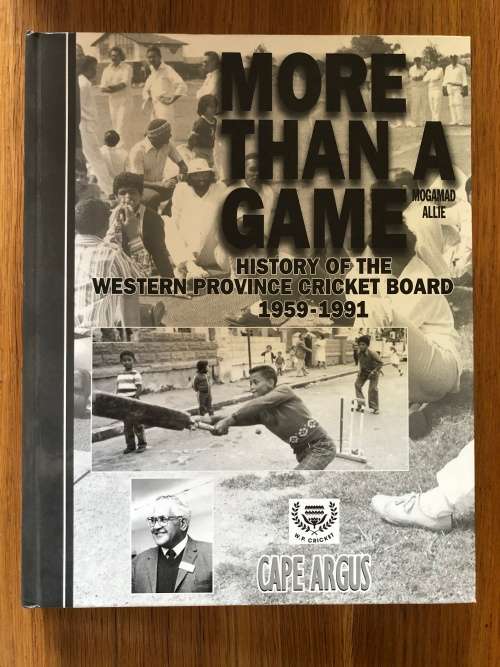 MORE
THAN A
GAME
MOGAMAD
ALLIE
HISTORY OF THE
WESTERN PROVINCE CRICKET BOARD
1959-1991
W.P. CRICKET
CAPE ARGUS